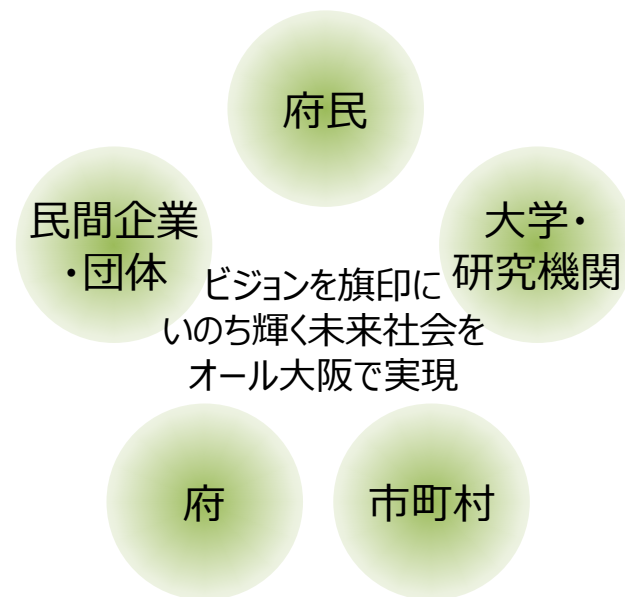 府民
民間企業
・団体
大学・
研究機関
ビジョンを旗印に
いのち輝く未来社会を
オール大阪で実現
府
市町村